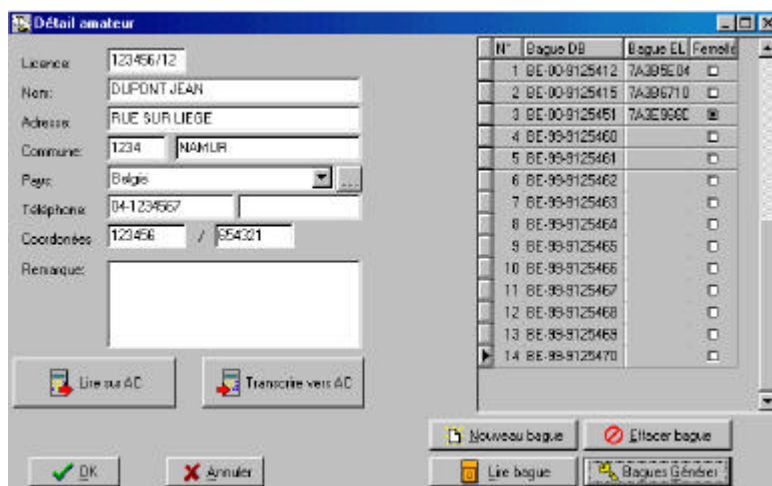 Détail amateur
Licence: 123456/12
Nom: DUPONT JEAN
Adresse: RUE SUR LIEGE
Commune: 1234 NAMUR
Pays: België ...
Téléphone: 04-1234567
Coordonées 123456 / 654321
Remarque:
Lire sur AC Transcrire vers AC
OK Annuler
N° Bague DB Bague EL Femelle
1 BE-00-9125412 7A3B5E04
2 BE-00-9125415 7A3B6710
3 BE-00-9125451
4 BE-99-9125460
5 BE-99-9125461
6 BE-99-9125462
7 BE-99-9125463
8 BE-99-9125464
9 BE-99-9125465
10 BE-99-9125466
11 BE-99-9125467
12 BE-99-9125468
13 BE-99-9125469
14 BE-99-9125470
Nouveau bague Effacer bague
Lire bague Bagues Générer